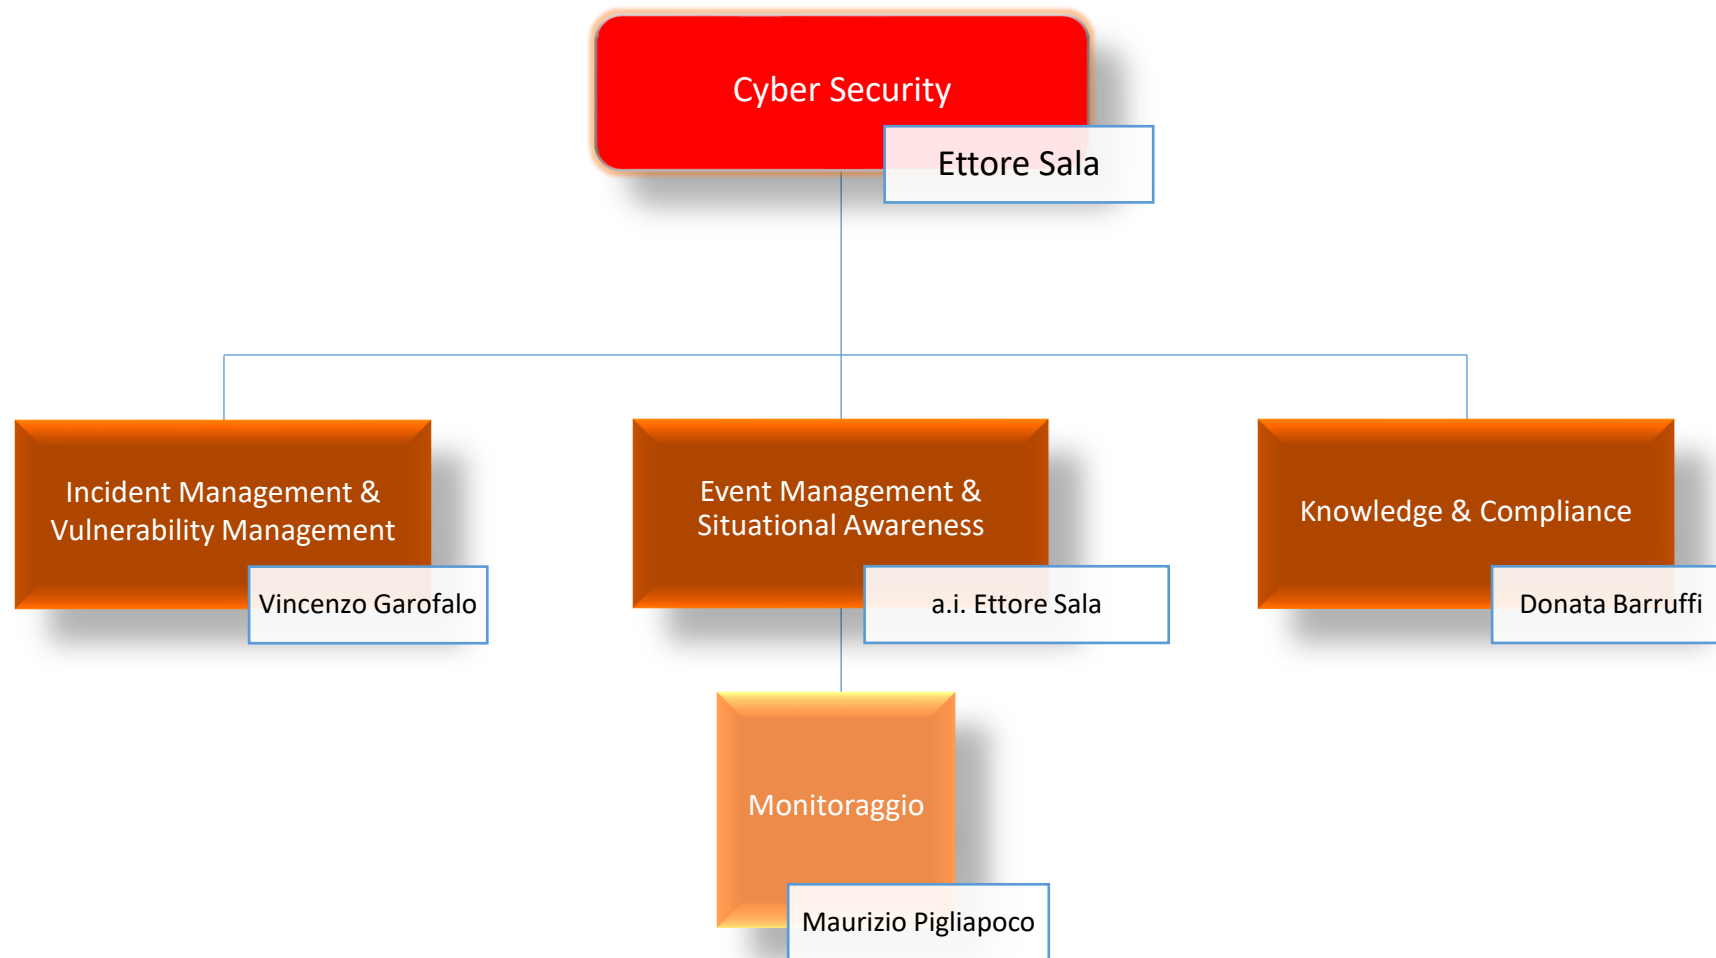 Cyber Security
Ettore Sala
Incident Management &
Vulnerability Management
Vincenzo Garofalo
Event Management &
Situational Awareness
a.i. Ettore Sala
Knowledge & Compliance
Donata Barruffi
Monitoraggio
Maurizio Pigliapoco